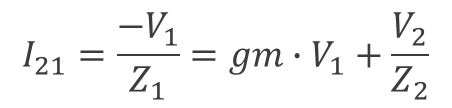 I₂₁ = −V₁/Z₁ = gm · V₁ + V₂/Z₂